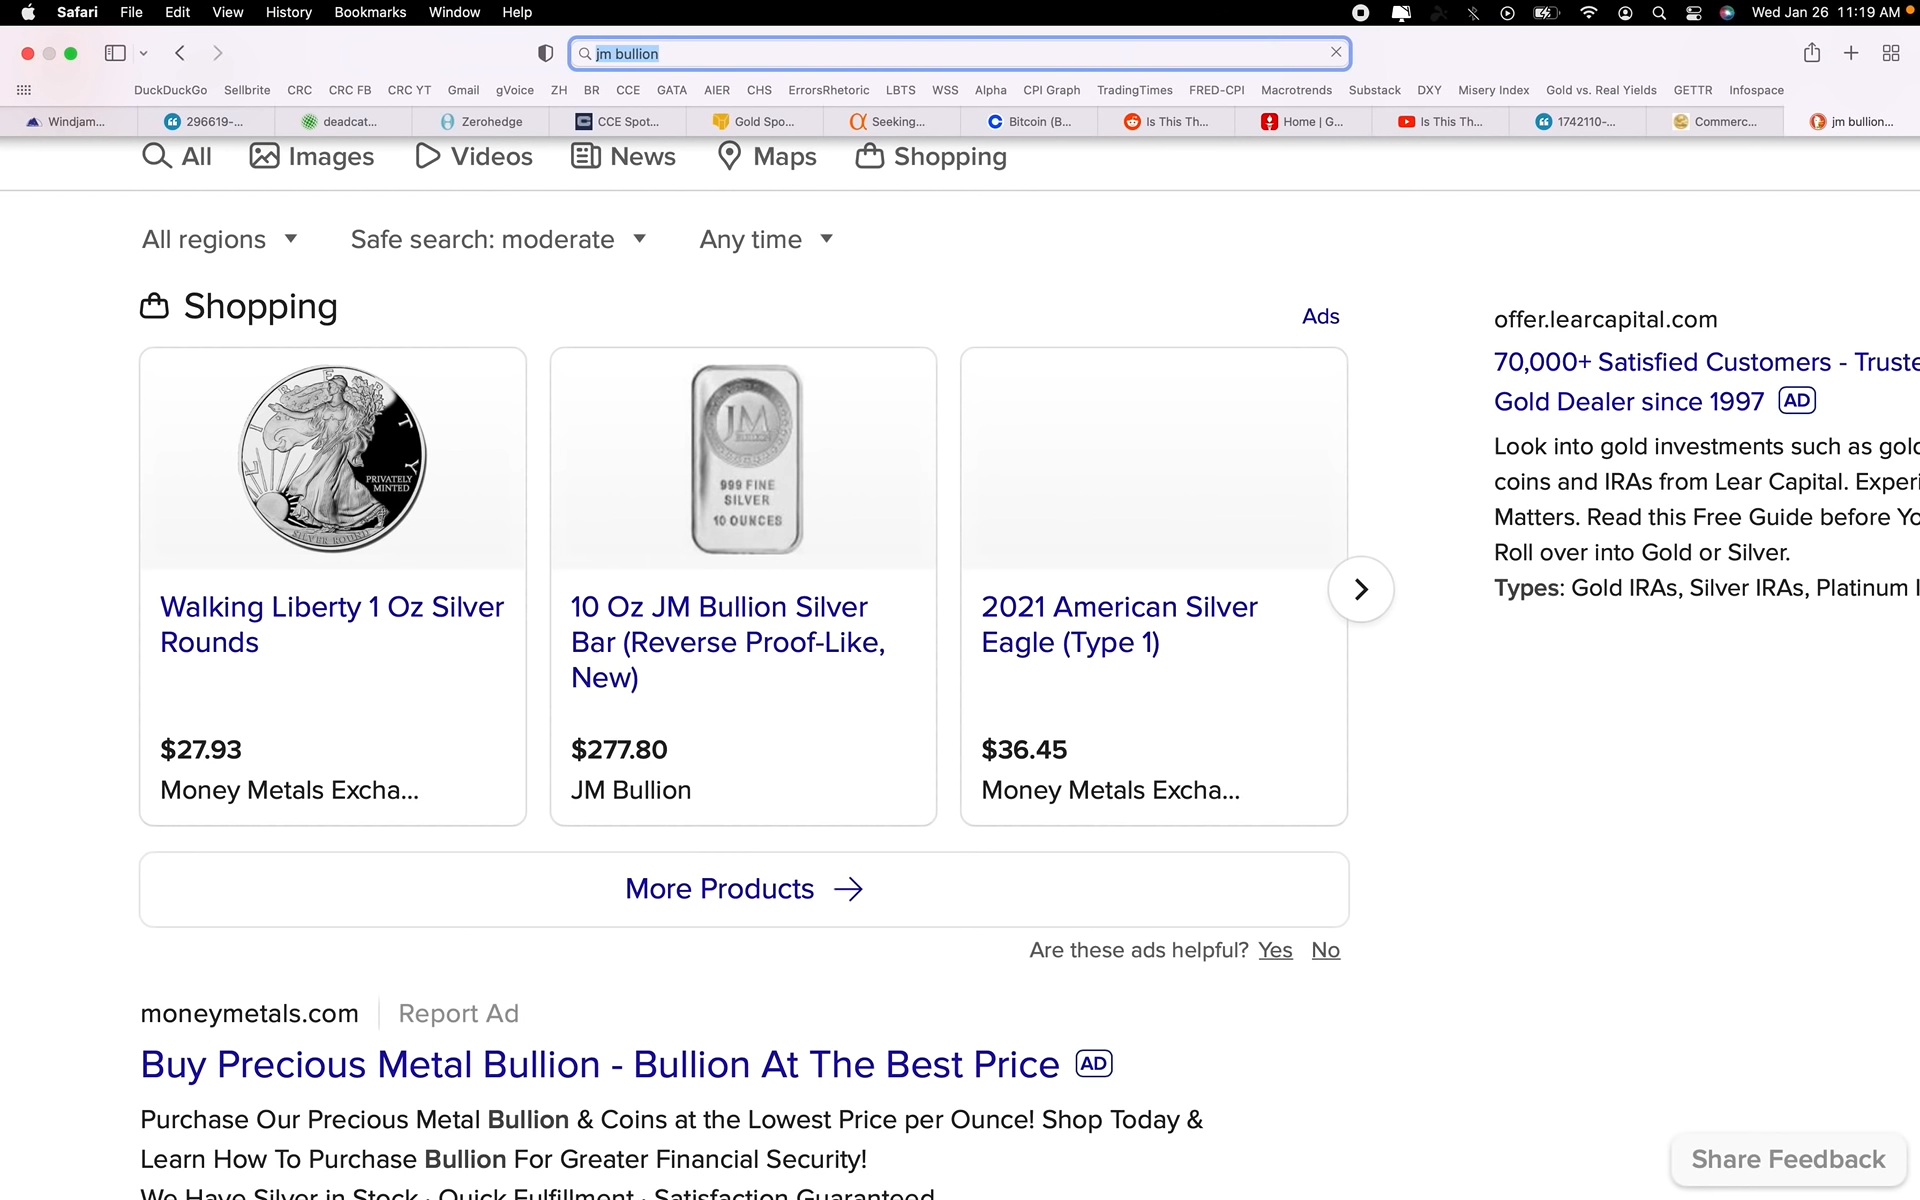 Safari File Edit View History Bookmarks Window Help Wed Jan 26 11:19 AM
jm bullion
DuckDuckGo Sellbrite CRC CRC FB CRC YT Gmail gVoice ZH BR CCE GATA AIER CHS ErrorsRhetoric LBTS WSS Alpha CPI Graph TradingTimes FRED-CPI Macrotrends Substack DXY Misery Index Gold vs. Real Yields GETTR Infospace
Windjam... 296619-... deadcat... Zerohedge CCE Spot... Gold Spo... Seeking... Bitcoin (B... Is This Th... Home | G... Is This Th... 1742110-... Commerc... jm bullion...
All Images Videos News Maps Shopping
All regions Safe search: moderate Any time
Shopping
Ads
LIBERTY
PRIVATELY
MINTED
JM
999 FINE
SILVER
10 OUNCES
Walking Liberty 1 Oz Silver
Rounds
$27.93
Money Metals Excha...
10 Oz JM Bullion Silver
Bar (Reverse Proof-Like,
New)
$277.80
JM Bullion
2021 American Silver
Eagle (Type 1)
$36.45
Money Metals Excha...
More Products
Are these ads helpful? Yes No
offer.learcapital.com
70,000+ Satisfied Customers - Truste
Gold Dealer since 1997 AD
Look into gold investments such as gold
coins and IRAs from Lear Capital. Experi
Matters. Read this Free Guide before Yo
Roll over into Gold or Silver.
Types: Gold IRAs, Silver IRAs, Platinum I
moneymetals.com Report Ad
Buy Precious Metal Bullion - Bullion At The Best Price AD
Purchase Our Precious Metal Bullion & Coins at the Lowest Price per Ounce! Shop Today &
Learn How To Purchase Bullion For Greater Financial Security!
We Have Silver in Stock · Quick Fulfillment · Satisfaction Guaranteed
Share Feedback